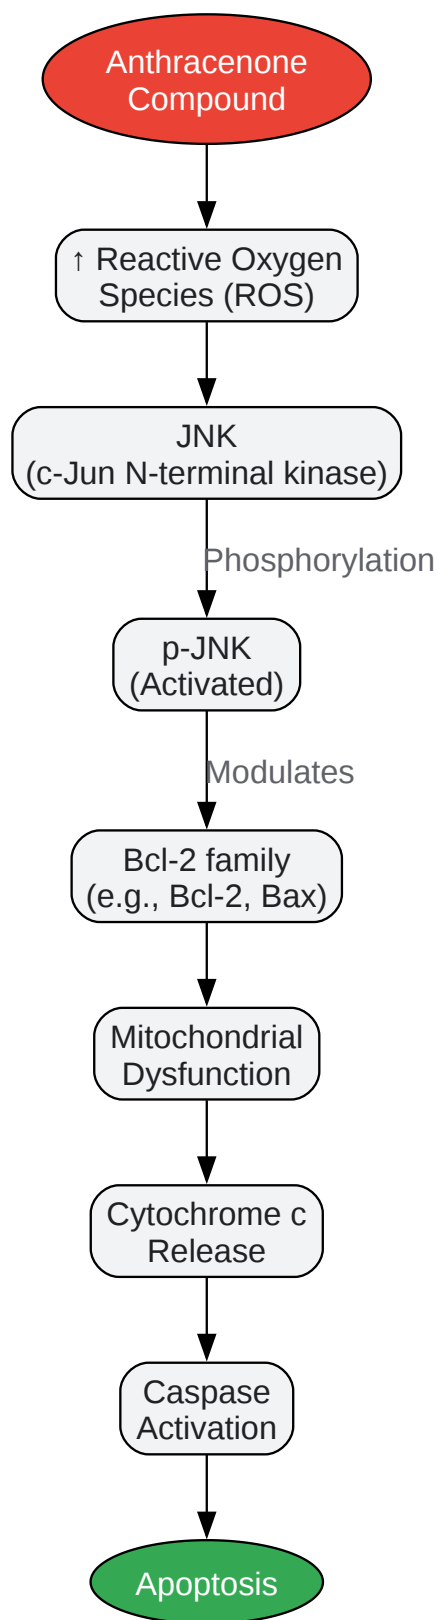 Anthracenone
Compound
↑ Reactive Oxygen
Species (ROS)
JNK
(c-Jun N-terminal kinase)
Phosphorylation
p-JNK
(Activated)
Modulates
Bcl-2 family
(e.g., Bcl-2, Bax)
Mitochondrial
Dysfunction
Cytochrome c
Release
Caspase
Activation
Apoptosis